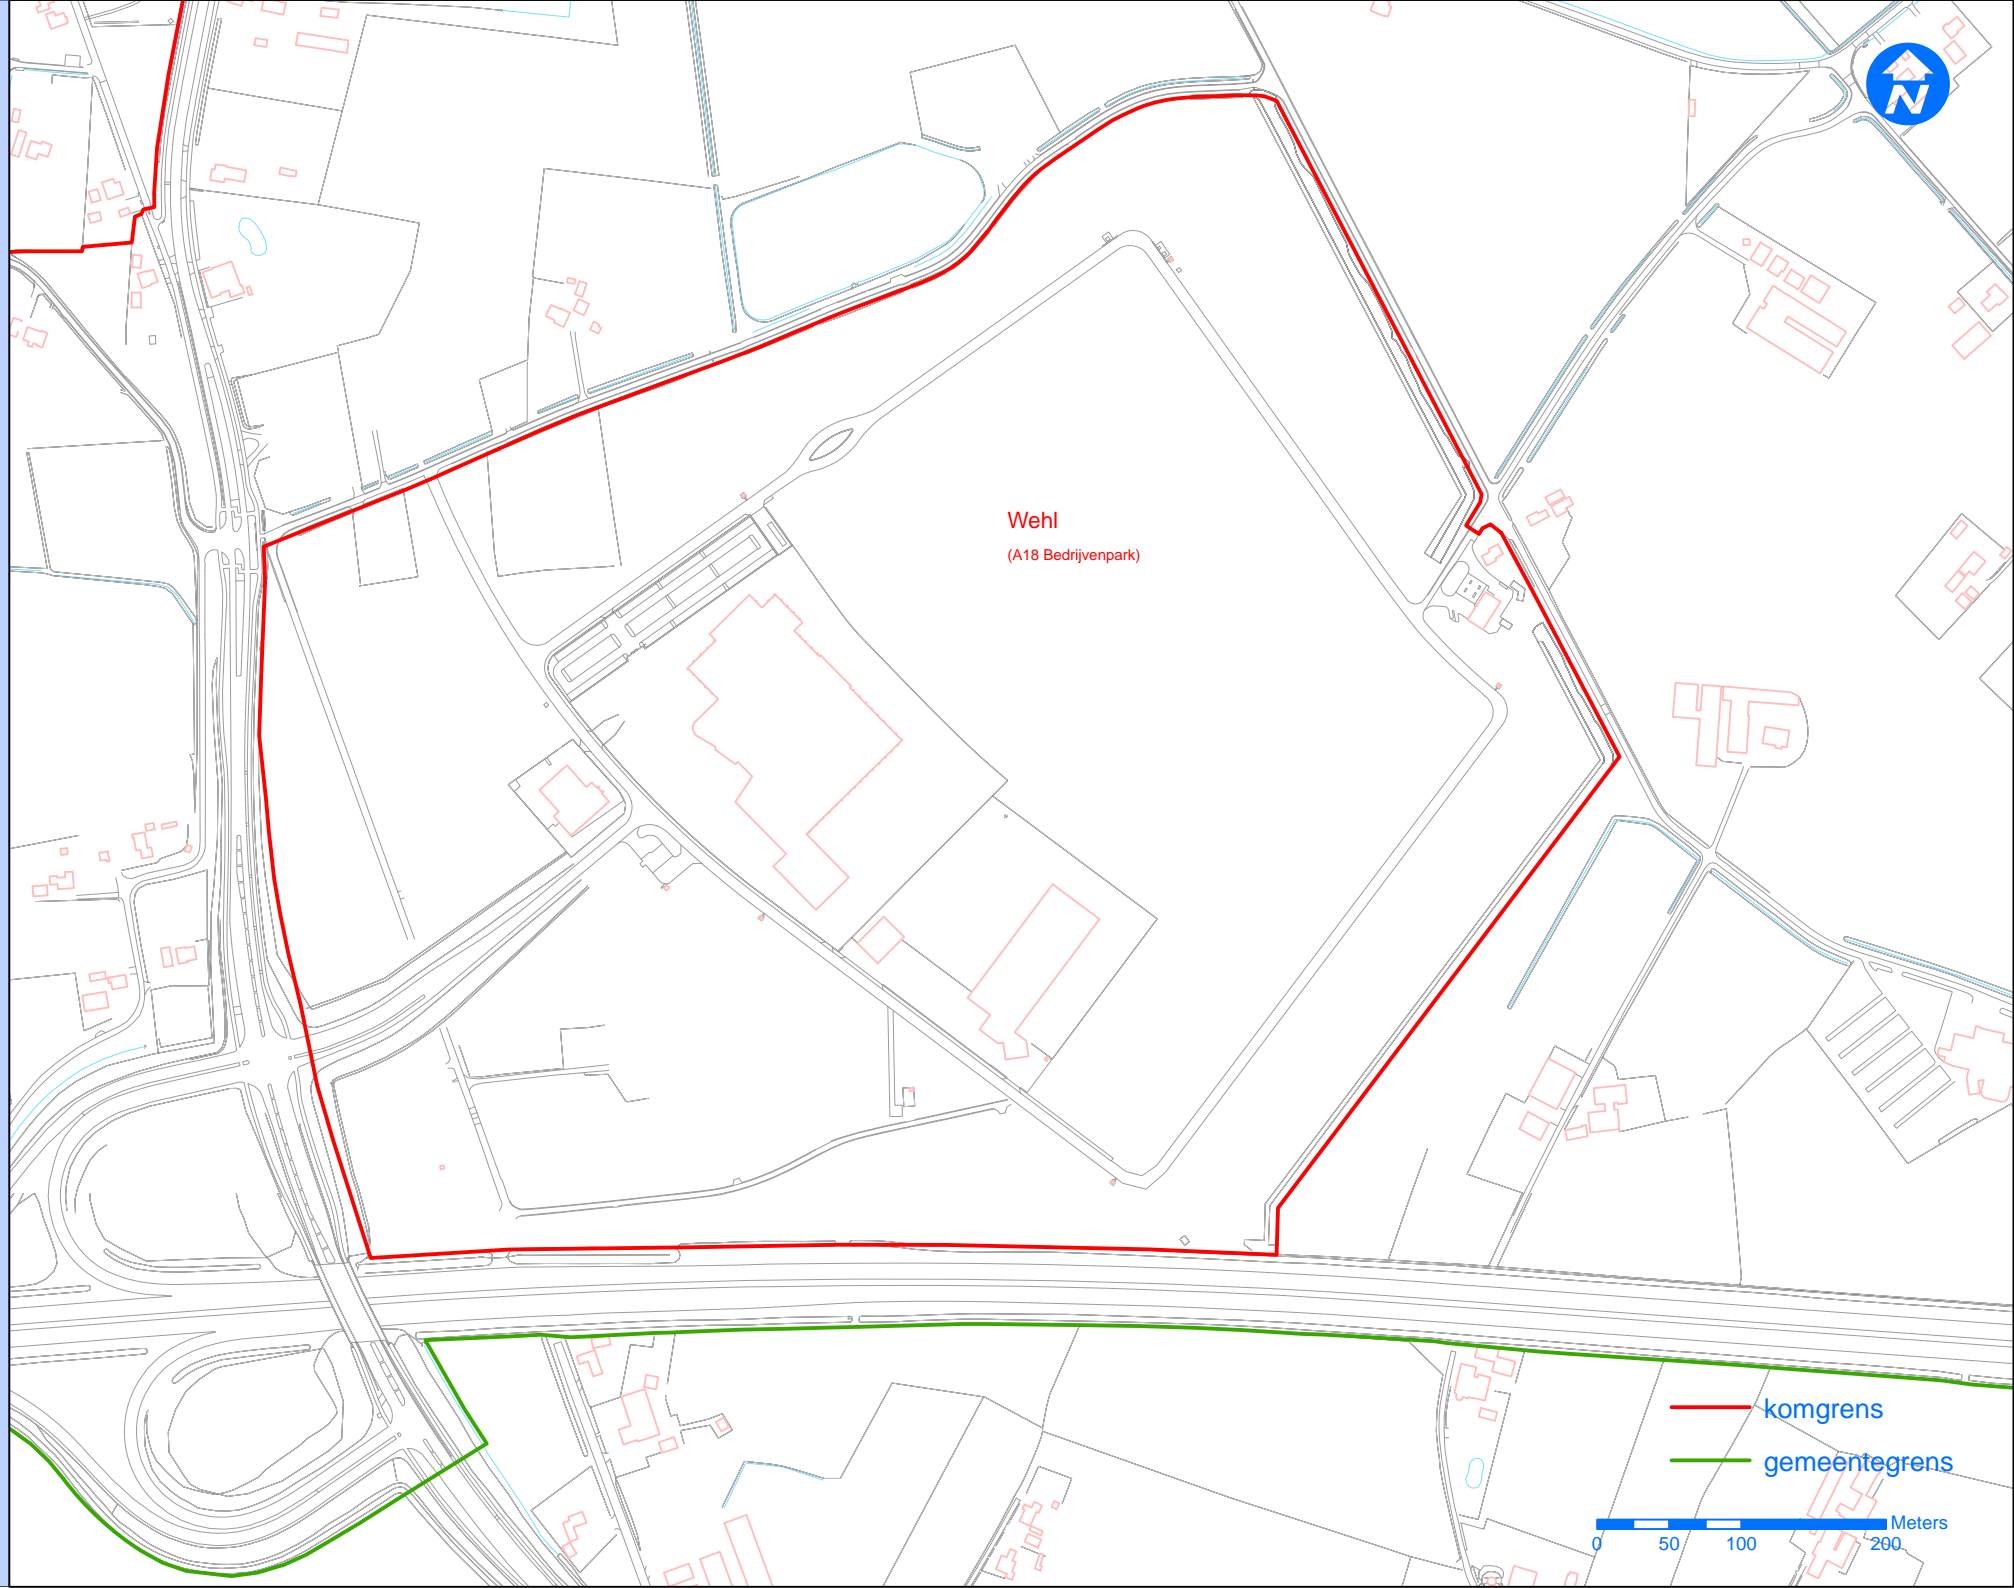 N
Wehl
(A18 Bedrijvenpark)
komgrens
gemeentegrens
Meters
0 50 100 200